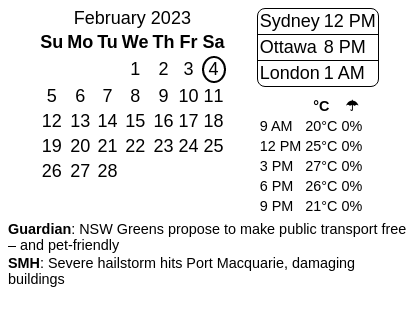 February 2023
Su Mo Tu We Th Fr Sa
1 2 3 4
5 6 7 8 9 10 11
12 13 14 15 16 17 18
19 20 21 22 23 24 25
26 27 28
Sydney 12 PM
Ottawa 8 PM
London 1 AM
°C ☂
9 AM 20°C 0%
12 PM 25°C 0%
3 PM 27°C 0%
6 PM 26°C 0%
9 PM 21°C 0%
Guardian: NSW Greens propose to make public transport free
– and pet-friendly
SMH: Severe hailstorm hits Port Macquarie, damaging
buildings